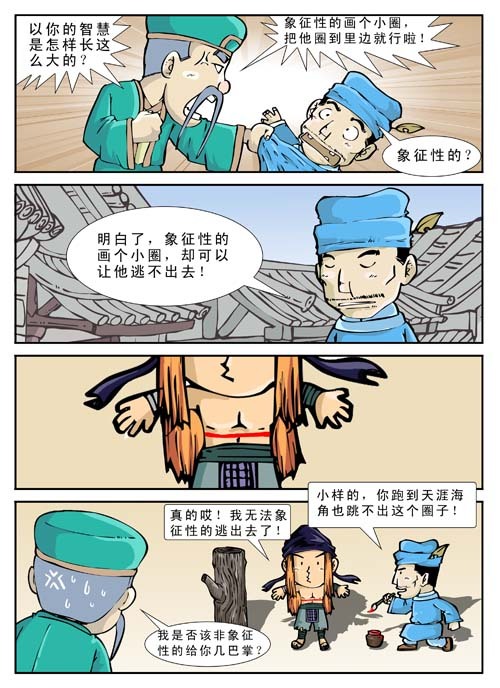 以你的智慧
是怎样长这
么大的？
象征性的画个小圈，
把他圈到里边就行啦！
象征性的？
明白了，象征性的
画个小圈，却可以
让他逃不出去！
真的哎！我无法象
征性的逃出去了！
小样的，你跑到天涯海
角也跳不出这个圈子！
我是否该非象征
性的给你几巴掌？